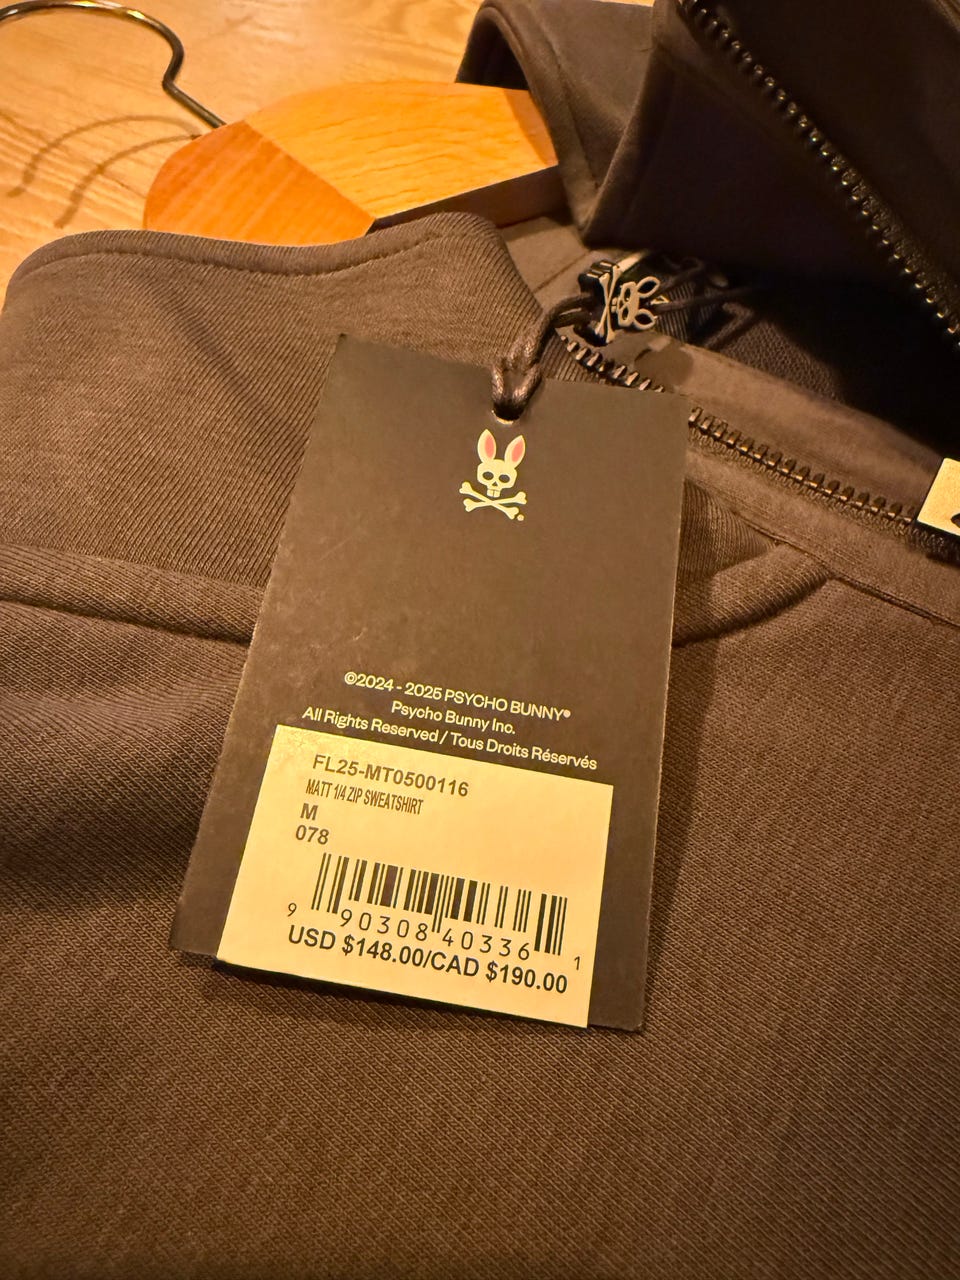 ©2024 - 2025 PSYCHO BUNNY®
Psycho Bunny Inc.
All Rights Reserved / Tous Droits Réservés
FL25-MT0500116
MATT 1/4 ZIP SWEATSHIRT
M
078
9 90308 40336 1
USD $148.00/CAD $190.00